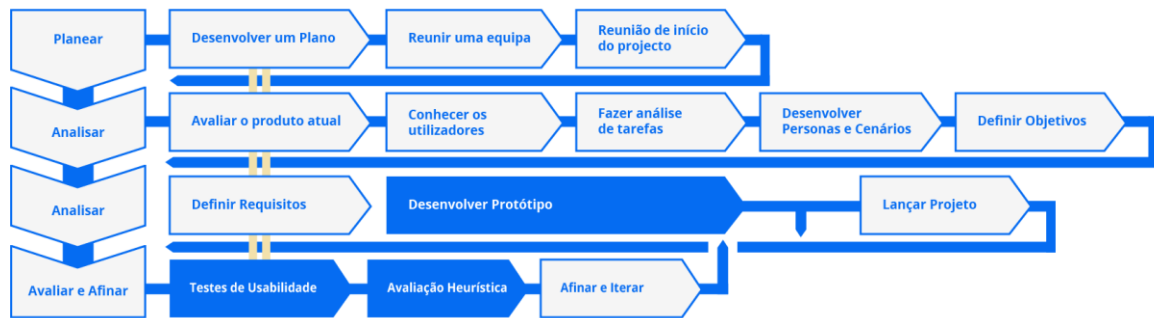 Planear
Desenvolver um Plano
Reunir uma equipa
Reunião de início
do projecto
Analisar
Avaliar o produto atual
Conhecer os
utilizadores
Fazer análise
de tarefas
Desenvolver
Personas e Cenários
Definir Objetivos
Analisar
Definir Requisitos
Desenvolver Protótipo
Lançar Projeto
Avaliar e Afinar
Testes de Usabilidade
Avaliação Heurística
Afinar e Iterar